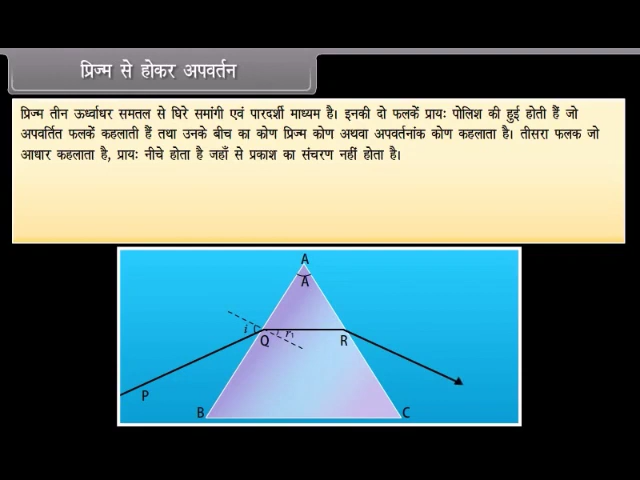 प्रिज्म से होकर अपवर्तन
प्रिज्म तीन ऊर्ध्वाधर समतल से घिरे समांगी एवं पारदर्शी माध्यम है। इनकी दो फलकें प्रायः पोलिश की हुई होती हैं जो
अपवर्तित फलकें कहलाती हैं तथा उनके बीच का कोण प्रिज्म कोण अथवा अपवर्तनांक कोण कहलाता है। तीसरा फलक जो
आधार कहलाता है, प्रायः नीचे होता है जहाँ से प्रकाश का संचरण नहीं होता है।
A
A
i r₁
Q R
P
B C